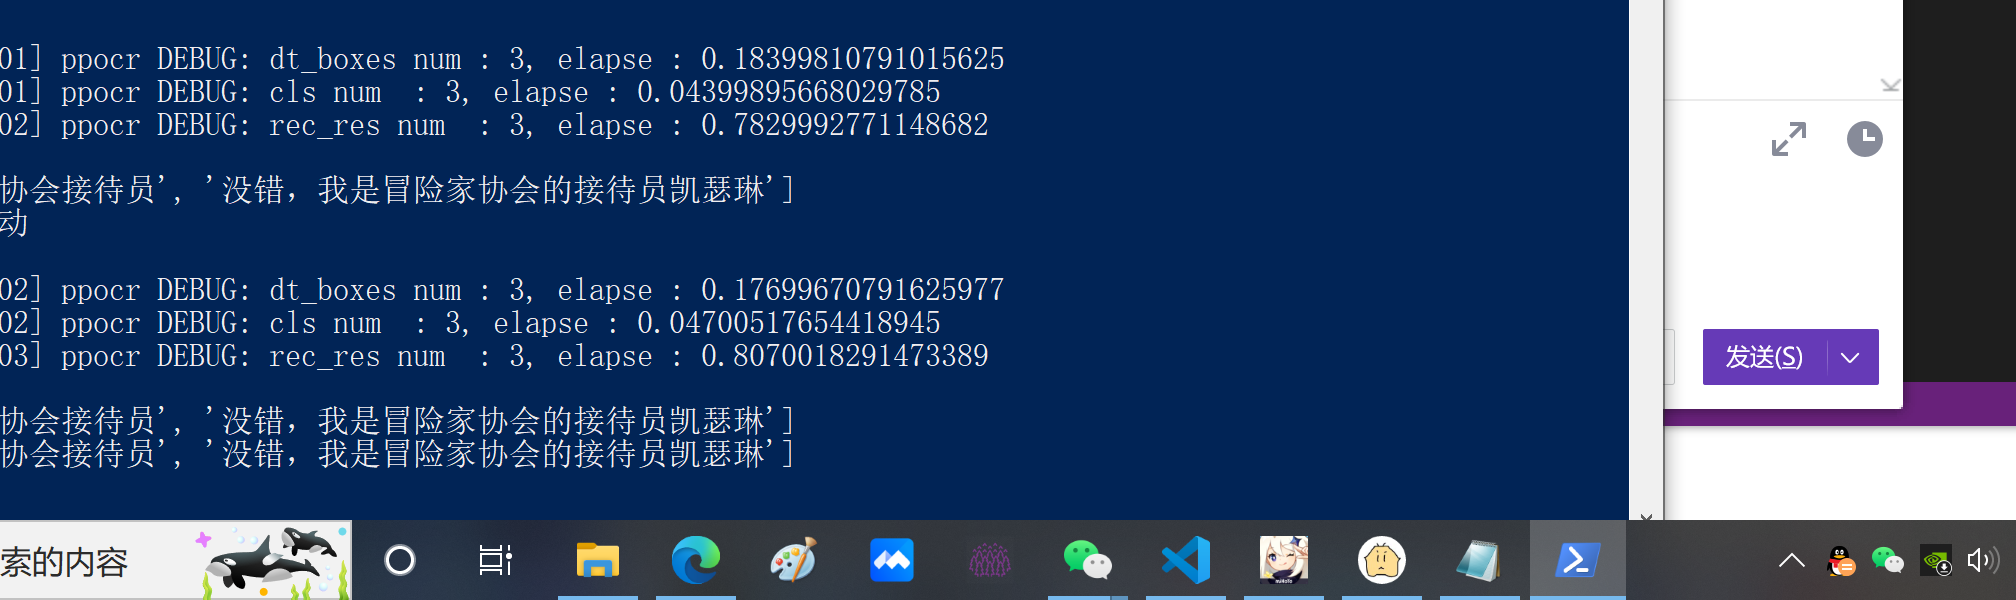 01] ppocr DEBUG: dt_boxes num : 3, elapse : 0.18399810791015625
01] ppocr DEBUG: cls num  : 3, elapse : 0.04399895668029785
02] ppocr DEBUG: rec_res num  : 3, elapse : 0.7829992771148682
协会接待员', '没错，我是冒险家协会的接待员凯瑟琳']
动
02] ppocr DEBUG: dt_boxes num : 3, elapse : 0.17699670791625977
02] ppocr DEBUG: cls num  : 3, elapse : 0.04700517654418945
03] ppocr DEBUG: rec_res num  : 3, elapse : 0.8070018291473389
协会接待员', '没错，我是冒险家协会的接待员凯瑟琳']
协会接待员', '没错，我是冒险家协会的接待员凯瑟琳']
发送(S)
索的内容